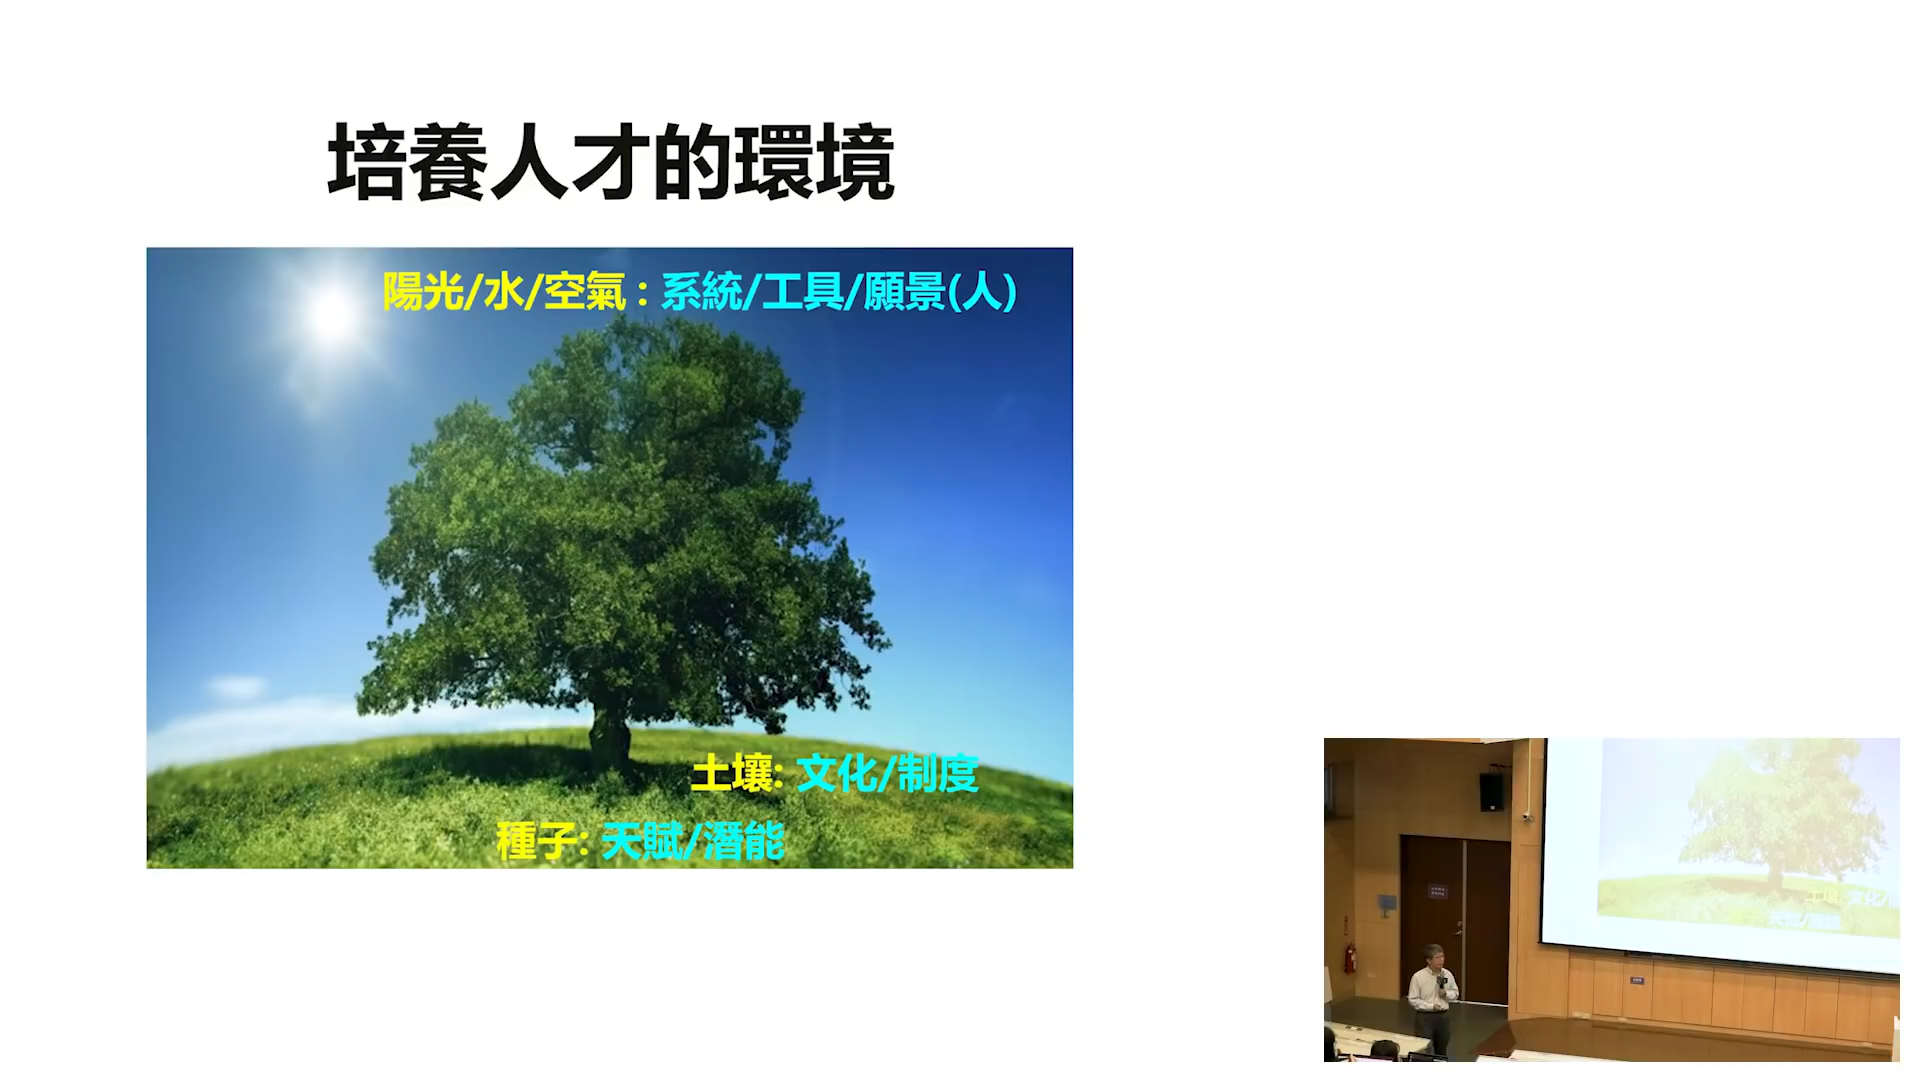 培養人才的環境
陽光/水/空氣 : 系統/工具/願景(人)
土壤: 文化/制度
種子: 天賦/潛能